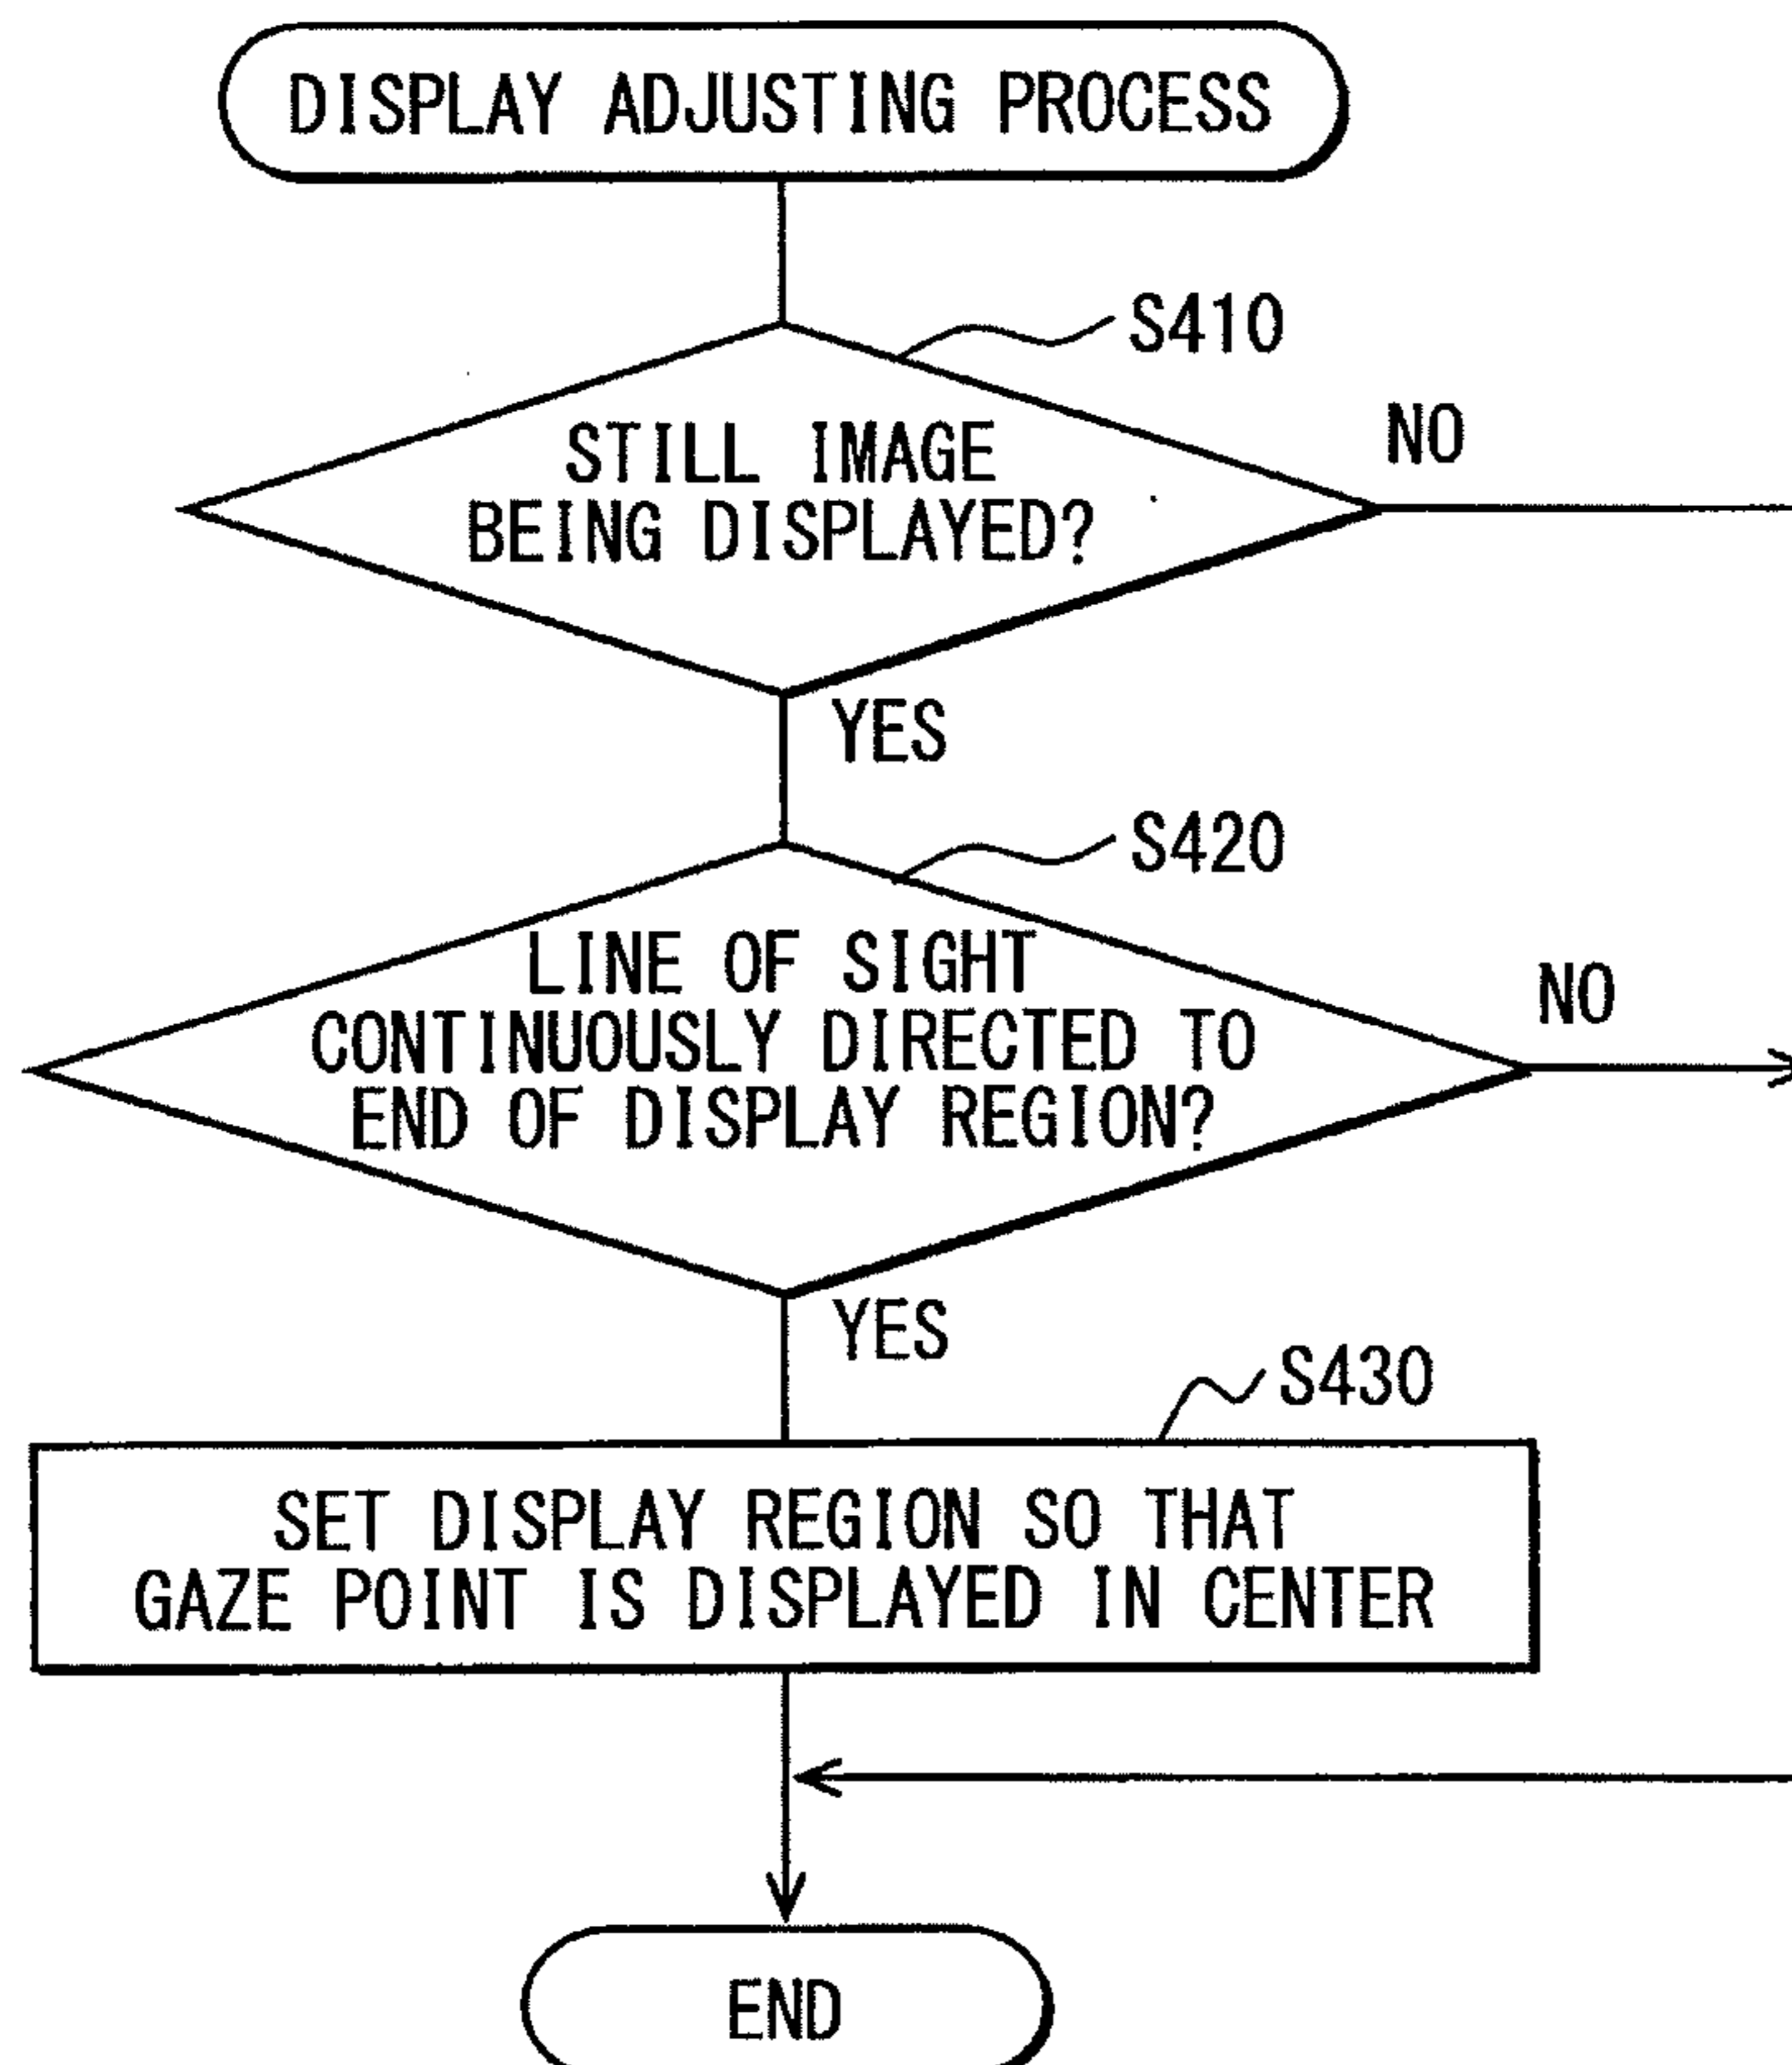 DISPLAY ADJUSTING PROCESS
S410
STILL IMAGE
BEING DISPLAYED?
NO
YES
S420
LINE OF SIGHT
CONTINUOUSLY DIRECTED TO
END OF DISPLAY REGION?
NO
YES
S430
SET DISPLAY REGION SO THAT
GAZE POINT IS DISPLAYED IN CENTER
END